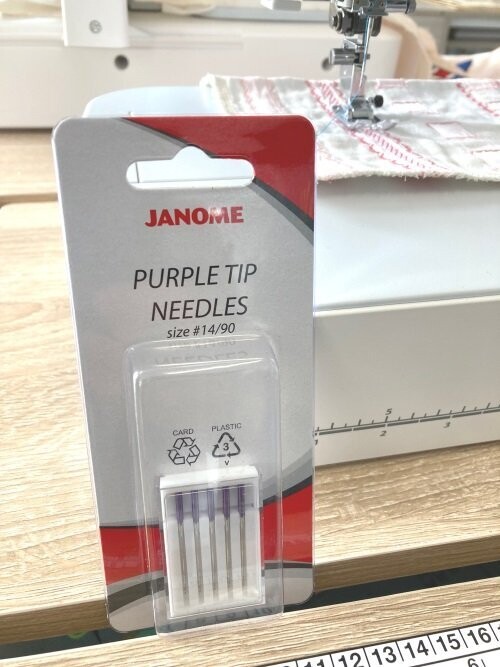 JANOME
PURPLE TIP
NEEDLES
size #14/90
CARD
PLASTIC
3
V
5
2
3
11 12 13 14 15 16
6